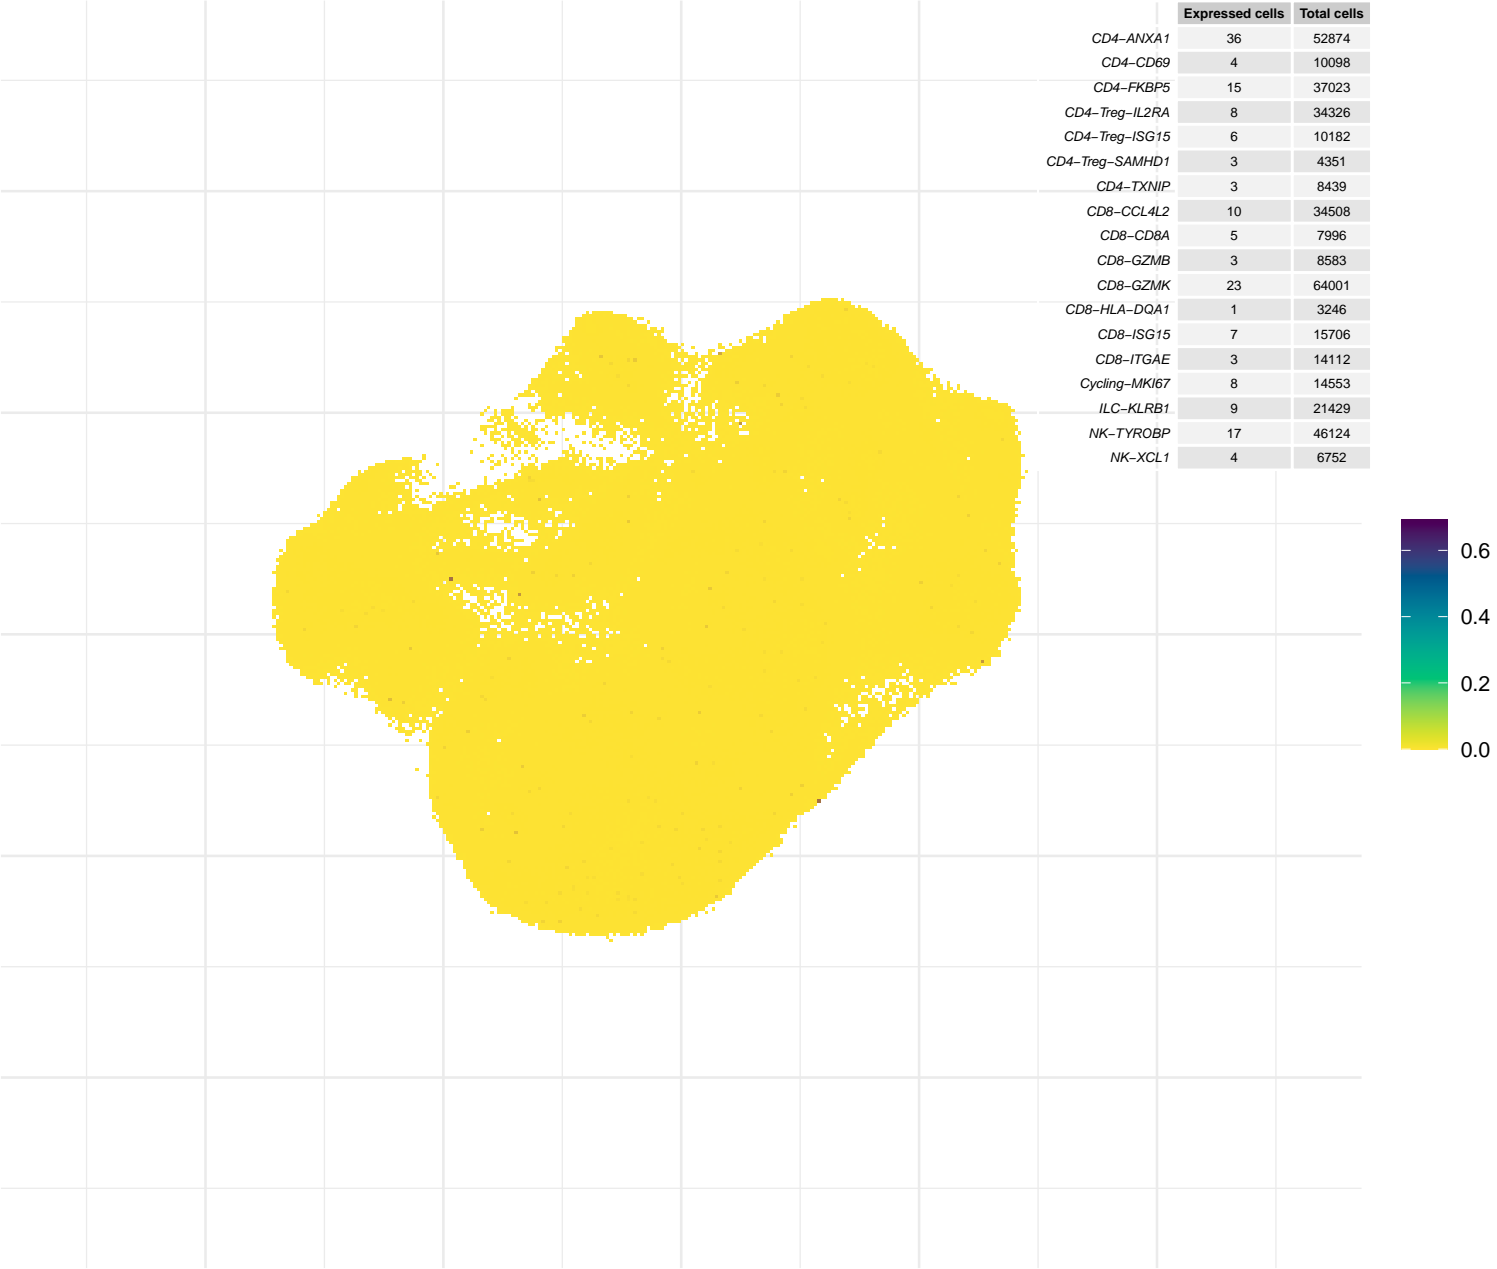 Expressed cells Total cells
CD4−ANXA1 36 52874
CD4−CD69 4 10098
CD4−FKBP5 15 37023
CD4−Treg−IL2RA 8 34326
CD4−Treg−ISG15 6 10182
CD4−Treg−SAMHD1 3 4351
CD4−TXNIP 3 8439
CD8−CCL4L2 10 34508
CD8−CD8A 5 7996
CD8−GZMB 3 8583
CD8−GZMK 23 64001
CD8−HLA−DQA1 1 3246
CD8−ISG15 7 15706
CD8−ITGAE 3 14112
Cycling−MKI67 8 14553
ILC−KLRB1 9 21429
NK−TYROBP 17 46124
NK−XCL1 4 6752
0.6
0.4
0.2
0.0